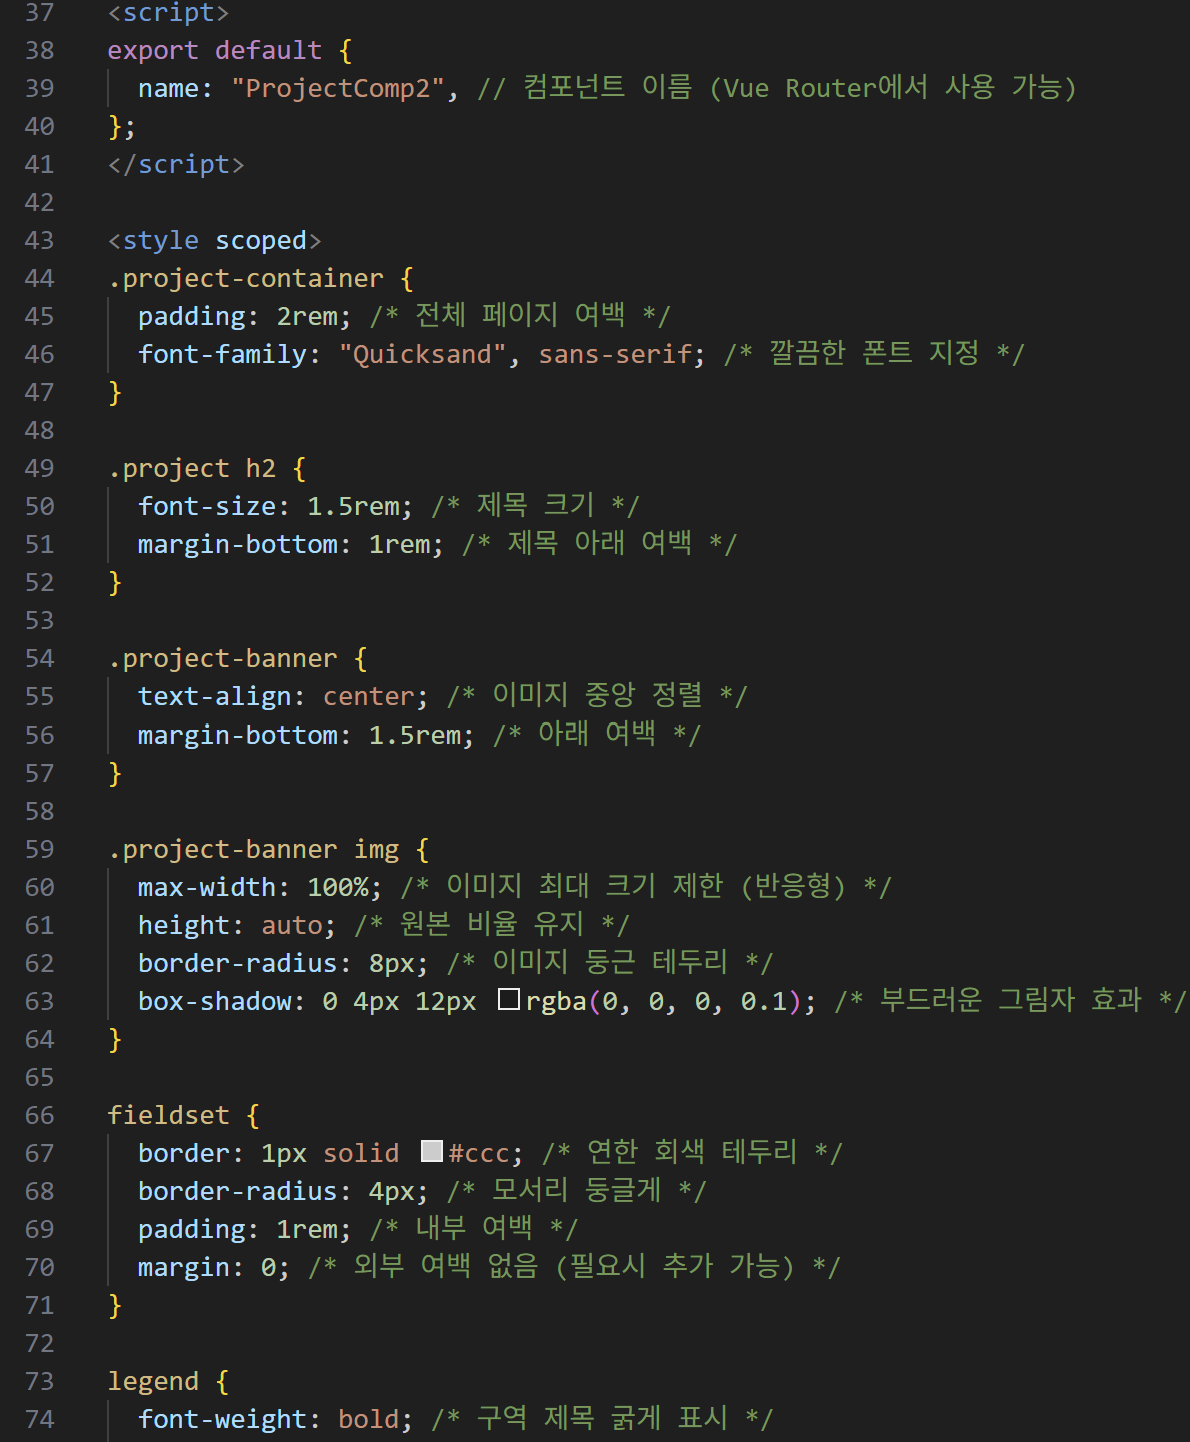 37 <script>
38 export default {
39   name: "ProjectComp2", // 컴포넌트 이름 (Vue Router에서 사용 가능)
40 };
41 </script>
42
43 <style scoped>
44 .project-container {
45   padding: 2rem; /* 전체 페이지 여백 */
46   font-family: "Quicksand", sans-serif; /* 깔끔한 폰트 지정 */
47 }
48
49 .project h2 {
50   font-size: 1.5rem; /* 제목 크기 */
51   margin-bottom: 1rem; /* 제목 아래 여백 */
52 }
53
54 .project-banner {
55   text-align: center; /* 이미지 중앙 정렬 */
56   margin-bottom: 1.5rem; /* 아래 여백 */
57 }
58
59 .project-banner img {
60   max-width: 100%; /* 이미지 최대 크기 제한 (반응형) */
61   height: auto; /* 원본 비율 유지 */
62   border-radius: 8px; /* 이미지 둥근 테두리 */
63   box-shadow: 0 4px 12px rgba(0, 0, 0, 0.1); /* 부드러운 그림자 효과 */
64 }
65
66 fieldset {
67   border: 1px solid #ccc; /* 연한 회색 테두리 */
68   border-radius: 4px; /* 모서리 둥글게 */
69   padding: 1rem; /* 내부 여백 */
70   margin: 0; /* 외부 여백 없음 (필요시 추가 가능) */
71 }
72
73 legend {
74   font-weight: bold; /* 구역 제목 굵게 표시 */